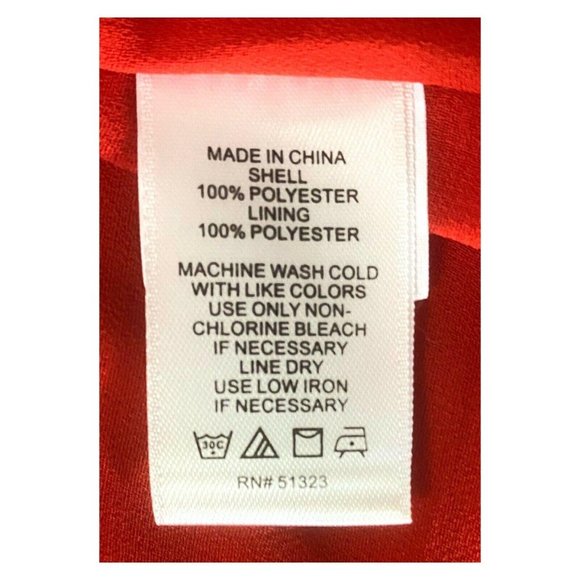 MADE IN CHINA
SHELL
100% POLYESTER
LINING
100% POLYESTER
MACHINE WASH COLD
WITH LIKE COLORS
USE ONLY NON-
CHLORINE BLEACH
IF NECESSARY
LINE DRY
USE LOW IRON
IF NECESSARY
30C
RN# 51323